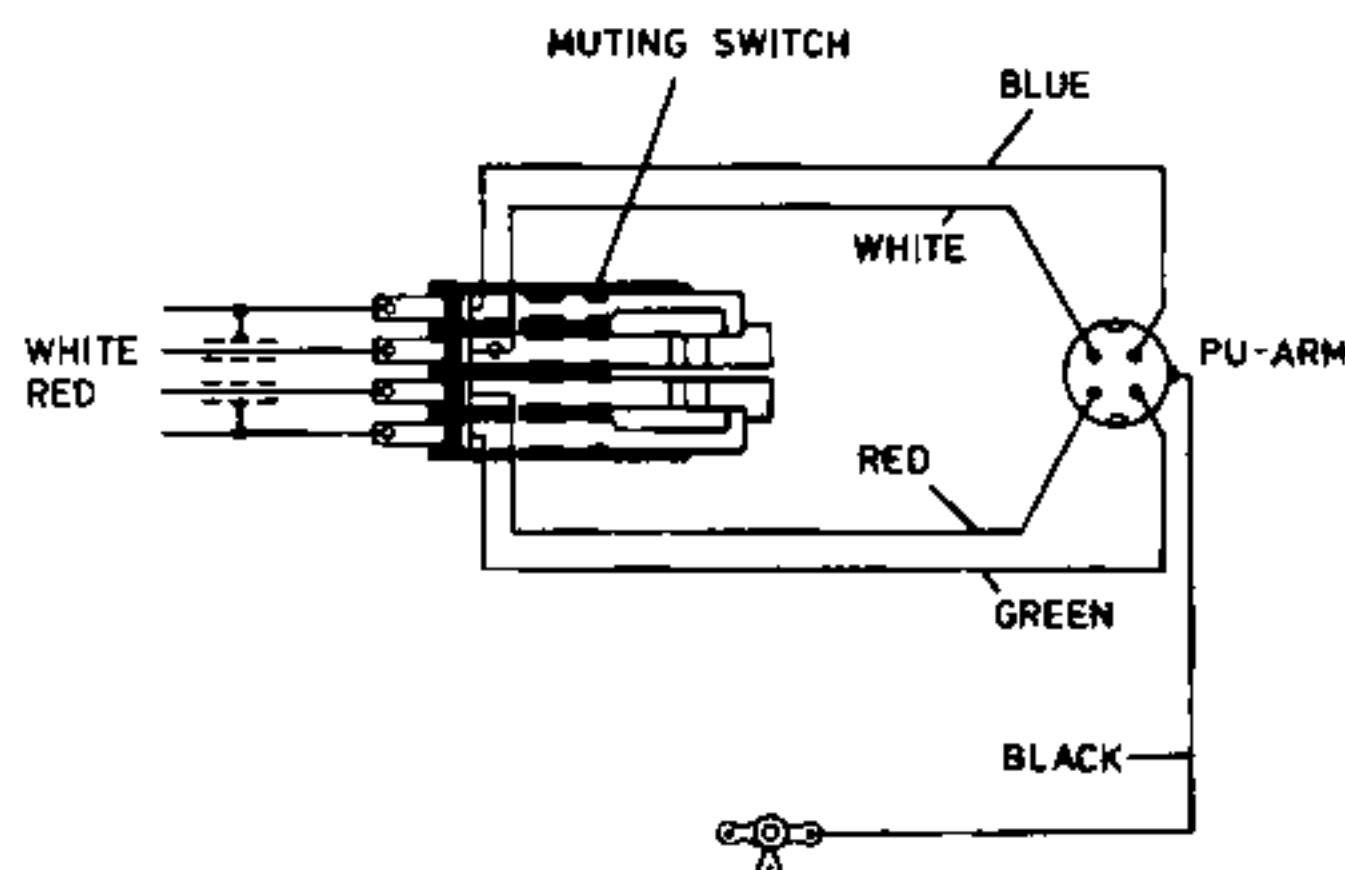 MUTING SWITCH
BLUE
WHITE
WHITE
RED
PU-ARM
RED
GREEN
BLACK